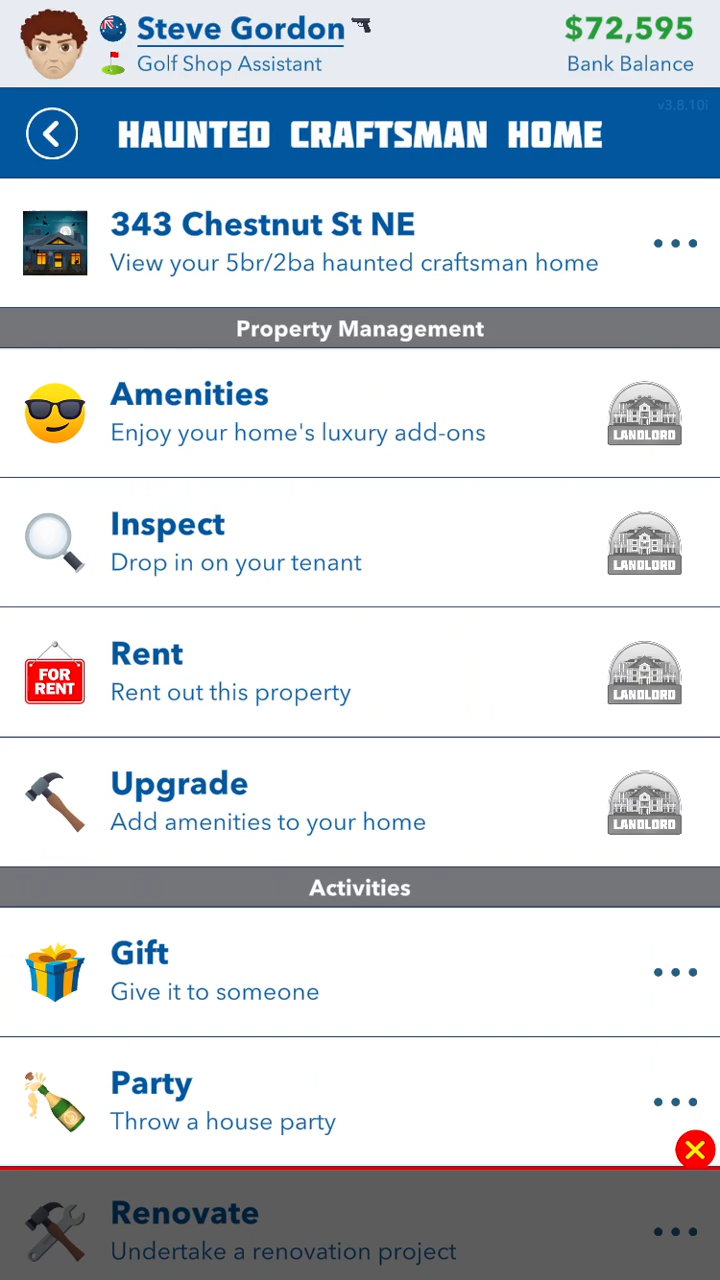 Steve Gordon
$72,595
Golf Shop Assistant
Bank Balance
v3.8.10i
HAUNTED CRAFTSMAN HOME
343 Chestnut St NE
View your 5br/2ba haunted craftsman home
Property Management
Amenities
Enjoy your home's luxury add-ons
LANDLORD
Inspect
Drop in on your tenant
LANDLORD
FOR
RENT
Rent
Rent out this property
LANDLORD
Upgrade
Add amenities to your home
LANDLORD
Activities
Gift
Give it to someone
Party
Throw a house party
Renovate
Undertake a renovation project